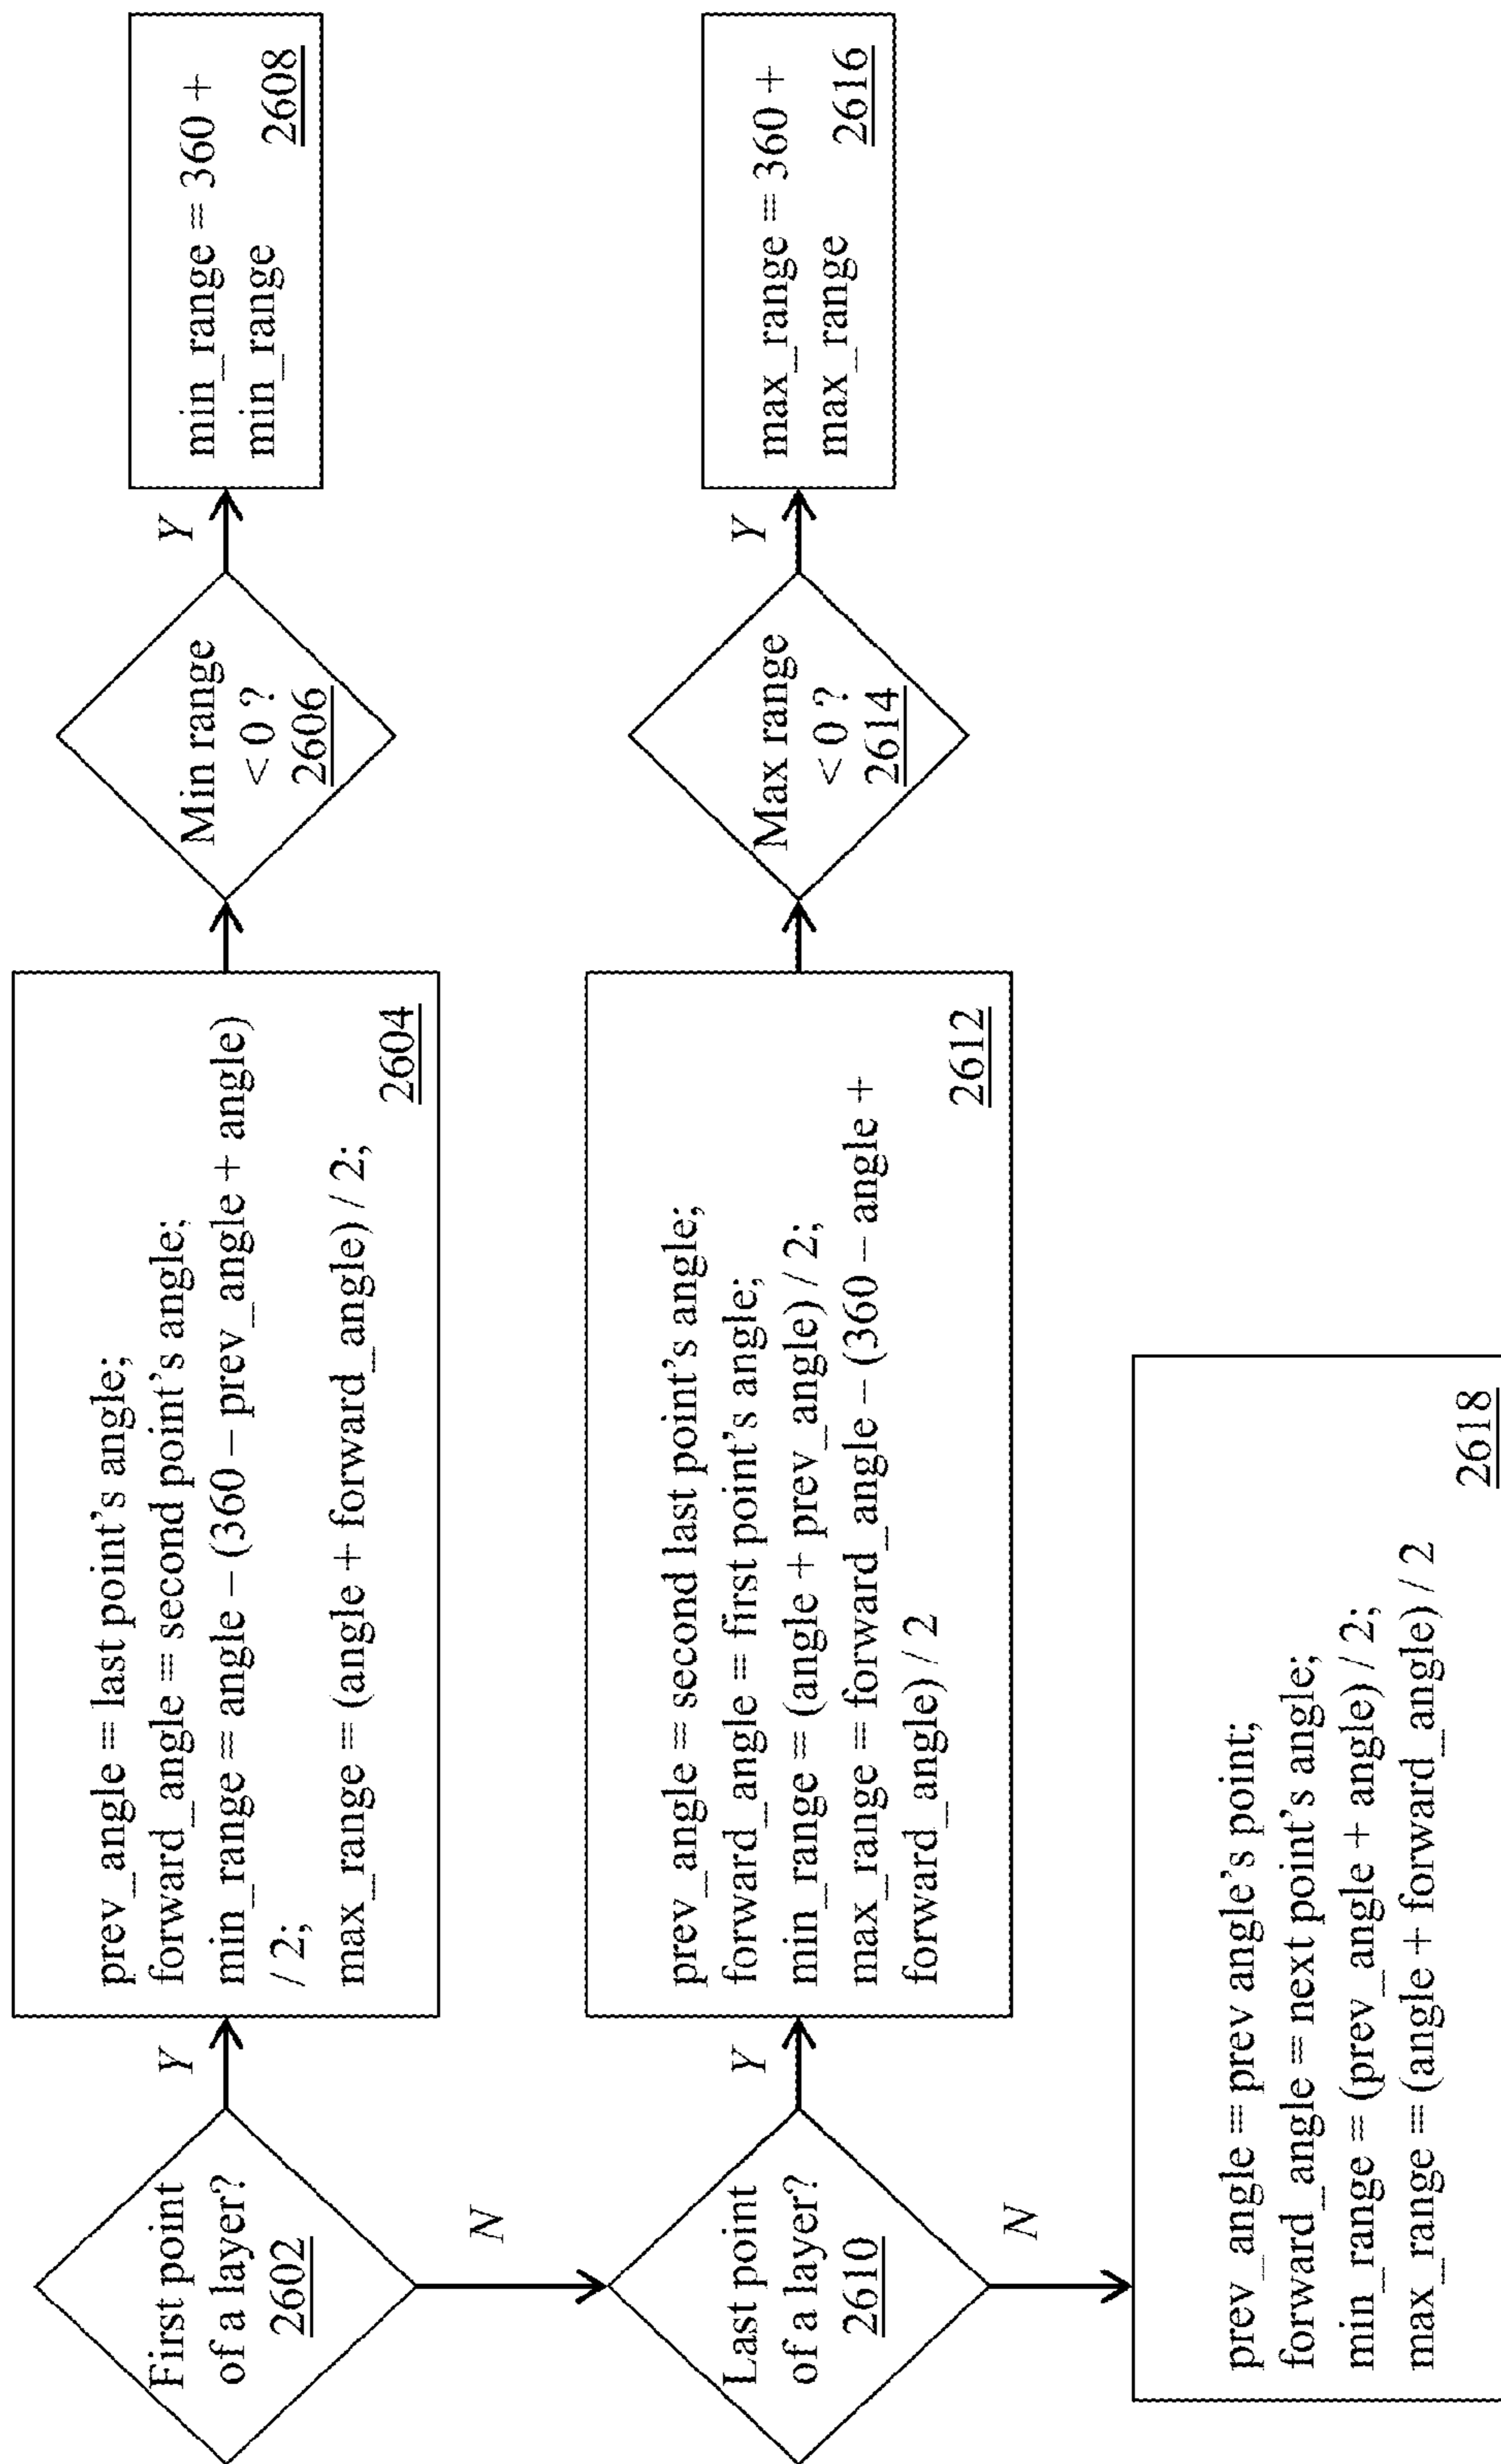 First point
of a layer?
2602
Y
prev_angle = last point's angle;
forward_angle = second point's angle;
min_range = angle – (360 – prev_angle + angle)
/ 2;
max_range = (angle + forward_angle) / 2;
2604
Min range
< 0 ?
2606
Y
min_range = 360 +
min_range
2608
N
Last point
of a layer?
2610
Y
prev_angle = second last point's angle;
forward_angle = first point's angle;
min_range = (angle + prev_angle) / 2;
max_range = forward_angle – (360 – angle +
forward_angle) / 2
2612
Max range
< 0 ?
2614
Y
max_range = 360 +
max_range
2616
N
prev_angle = prev angle's point;
forward_angle = next point's angle;
min_range = (prev_angle + angle) / 2;
max_range = (angle + forward_angle) / 2
2618